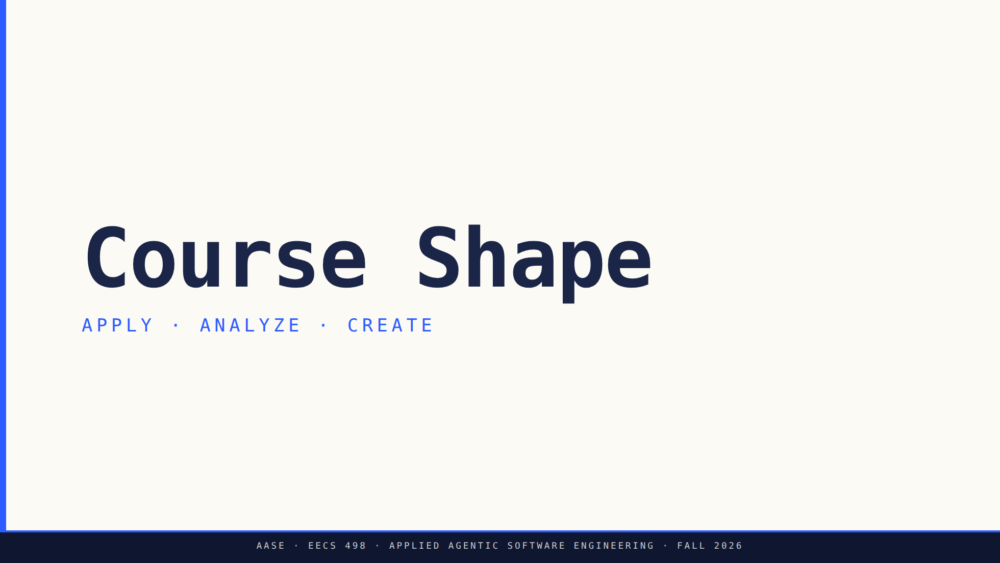 Course Shape
APPLY · ANALYZE · CREATE
AASE · EECS 498 · APPLIED AGENTIC SOFTWARE ENGINEERING · FALL 2026